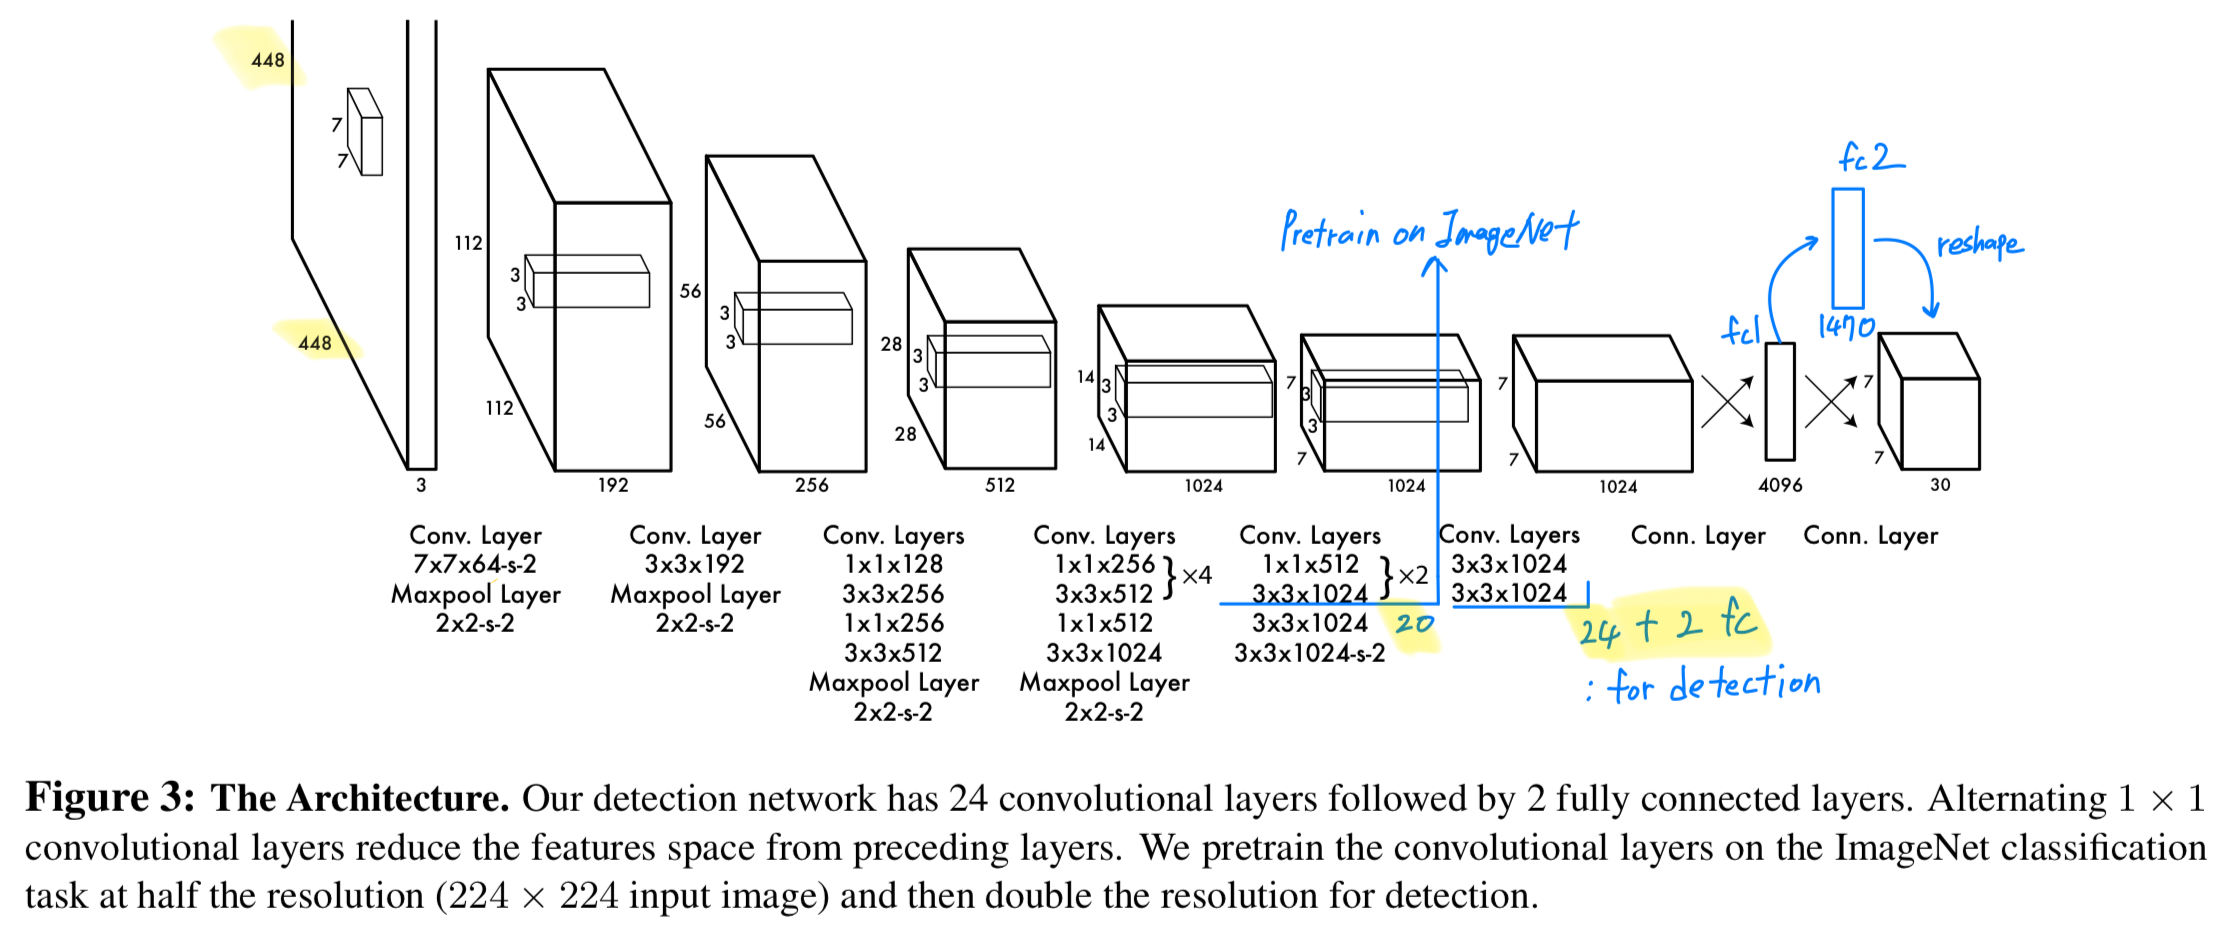 448
7
7
448
3
112
3
3
112
192
56
3
3
56
256
28
3
3
28
512
14
3
3
14
1024
7
3
3
7
1024
7
7
1024
4096
7
7
30
Pretrain on ImageNet
fc1
fc2
1470
reshape
Conv. Layer
7x7x64-s-2
Maxpool Layer
2x2-s-2
Conv. Layer
3x3x192
Maxpool Layer
2x2-s-2
Conv. Layers
1x1x128
3x3x256
1x1x256
3x3x512
Maxpool Layer
2x2-s-2
Conv. Layers
1x1x256
3x3x512
} ×4
1x1x512
3x3x1024
Maxpool Layer
2x2-s-2
Conv. Layers
1x1x512
3x3x1024
} ×2
3x3x1024
3x3x1024-s-2
20
Conv. Layers
3x3x1024
3x3x1024
24 + 2 fc
: for detection
Conn. Layer
Conn. Layer
Figure 3: The Architecture. Our detection network has 24 convolutional layers followed by 2 fully connected layers. Alternating 1 × 1
convolutional layers reduce the features space from preceding layers. We pretrain the convolutional layers on the ImageNet classification
task at half the resolution (224 × 224 input image) and then double the resolution for detection.